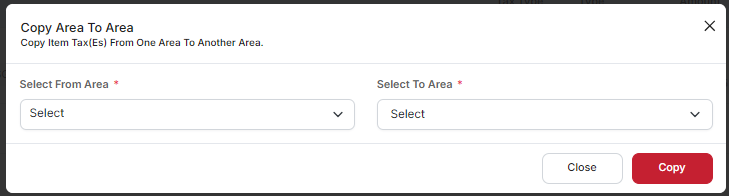 Copy Area To Area
Copy Item Tax(Es) From One Area To Another Area.
Select From Area *
Select To Area *
Select
Select
Close
Copy